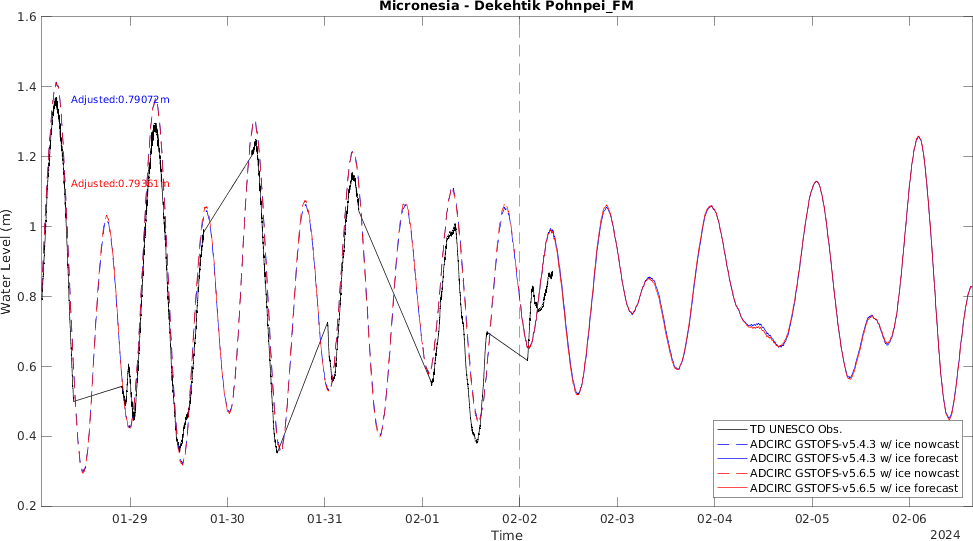 Micronesia - Dekehtik Pohnpei_FM
1.6
1.4
1.2
1
0.8
0.6
0.4
0.2
Water Level (m)
Adjusted:0.79072m
Adjusted:0.79361m
TD UNESCO Obs.
ADCIRC GSTOFS-v5.4.3 w/ ice nowcast
ADCIRC GSTOFS-v5.4.3 w/ ice forecast
ADCIRC GSTOFS-v5.6.5 w/ ice nowcast
ADCIRC GSTOFS-v5.6.5 w/ ice forecast
01-29 01-30 01-31 02-01 02-02 02-03 02-04 02-05 02-06
Time
2024